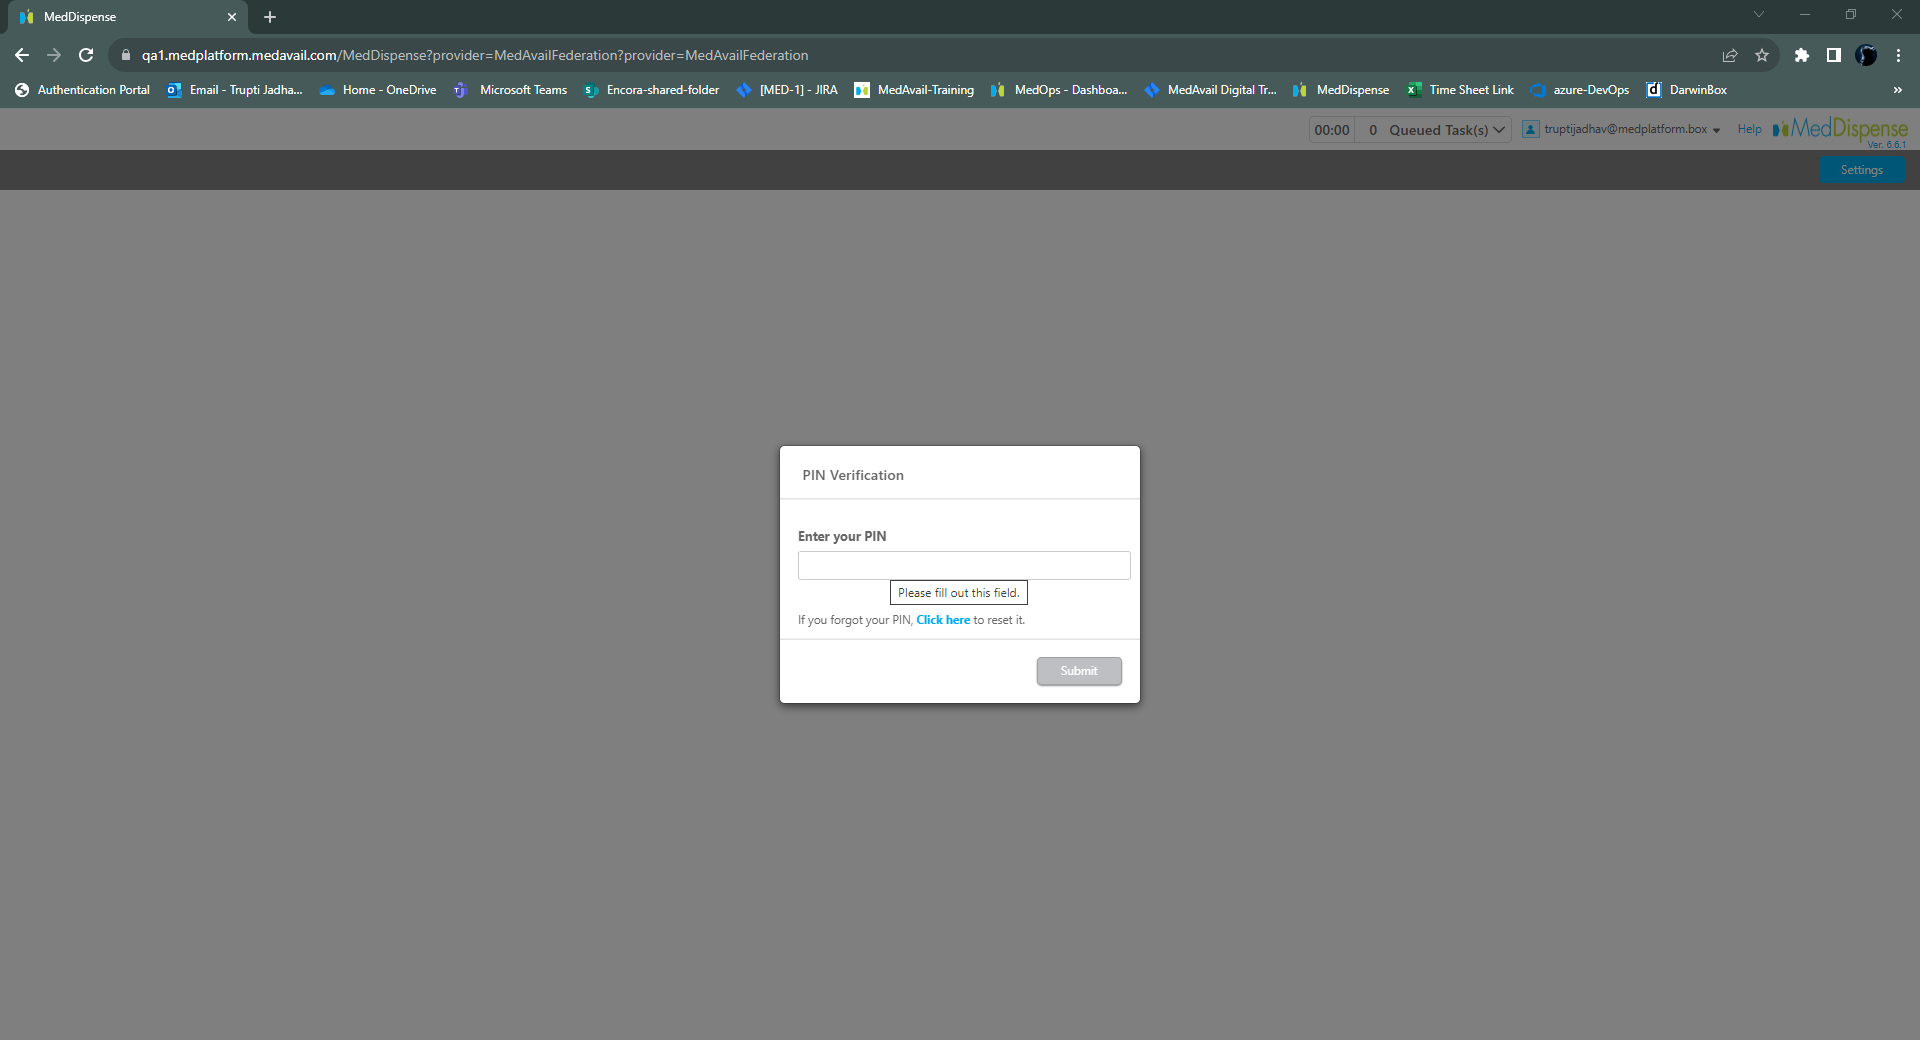 MedDispense
qa1.medplatform.medavail.com/MedDispense?provider=MedAvailFederation?provider=MedAvailFederation
Authentication Portal Email - Trupti Jadha... Home - OneDrive Microsoft Teams Encora-shared-folder [MED-1] - JIRA MedAvail-Training MedOps - Dashboa... MedAvail Digital Tr... MedDispense Time Sheet Link azure-DevOps DarwinBox »
00:00 0 Queued Task(s) truptijadhav@medplatform.box Help MedDispense
Ver. 6.6.1
Settings
PIN Verification
Enter your PIN
Please fill out this field.
If you forgot your PIN, Click here to reset it.
Submit